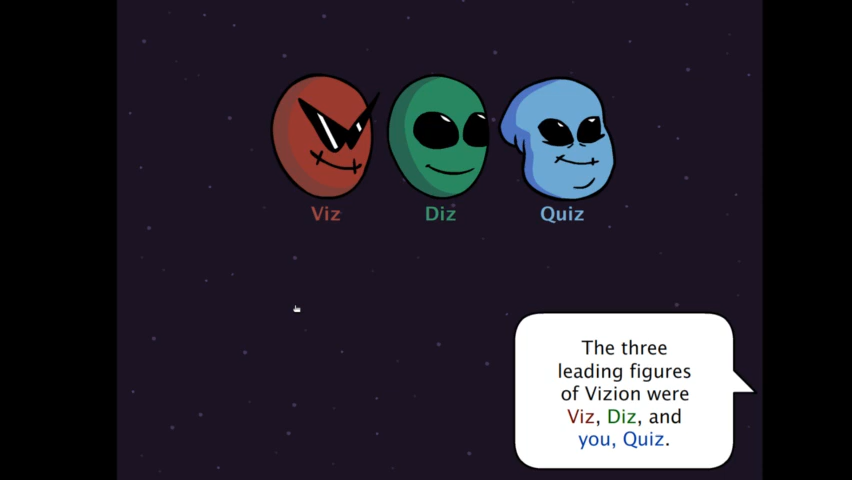 Viz
Diz
Quiz
The three
leading figures
of Vizion were
Viz, Diz, and
you, Quiz.